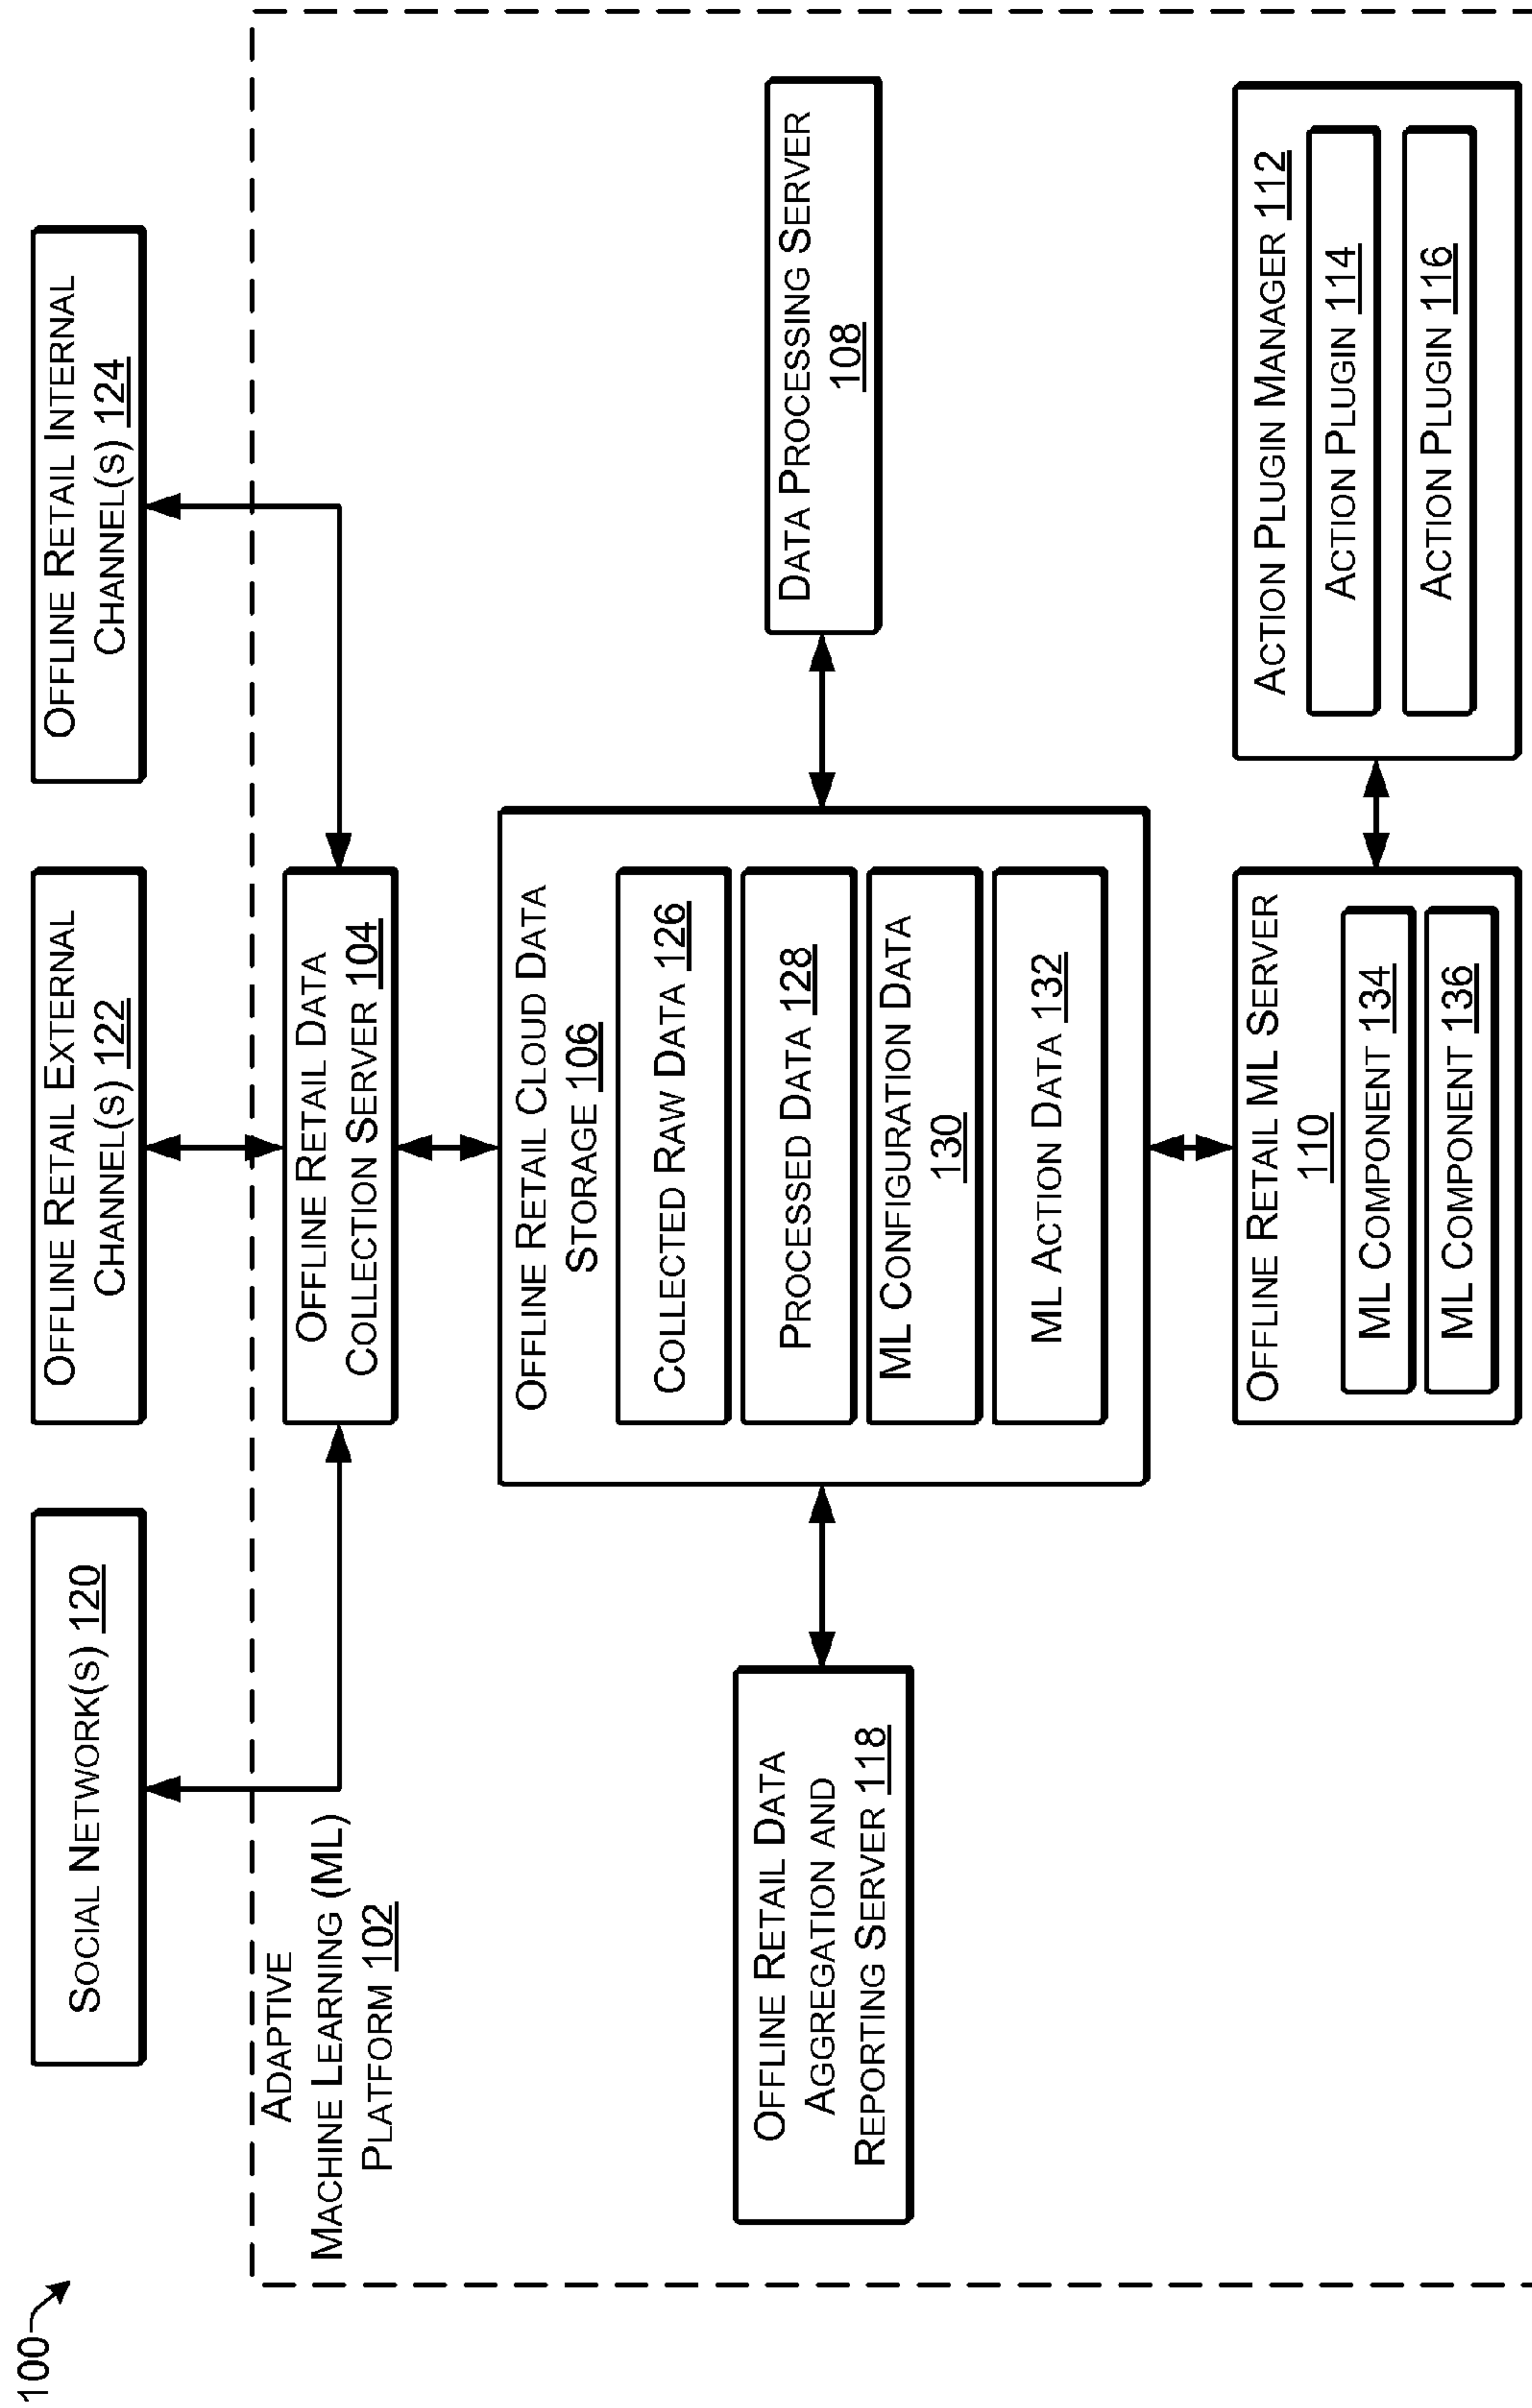 100
SOCIAL NETWORK(S) 120
OFFLINE RETAIL EXTERNAL
CHANNEL(S) 122
OFFLINE RETAIL INTERNAL
CHANNEL(S) 124
ADAPTIVE
MACHINE LEARNING (ML)
PLATFORM 102
OFFLINE RETAIL DATA
COLLECTION SERVER 104
OFFLINE RETAIL DATA
AGGREGATION AND
REPORTING SERVER 118
OFFLINE RETAIL CLOUD DATA
STORAGE 106
COLLECTED RAW DATA 126
PROCESSED DATA 128
ML CONFIGURATION DATA
130
ML ACTION DATA 132
DATA PROCESSING SERVER
108
OFFLINE RETAIL ML SERVER
110
ML COMPONENT 134
ML COMPONENT 136
ACTION PLUGIN MANAGER 112
ACTION PLUGIN 114
ACTION PLUGIN 116